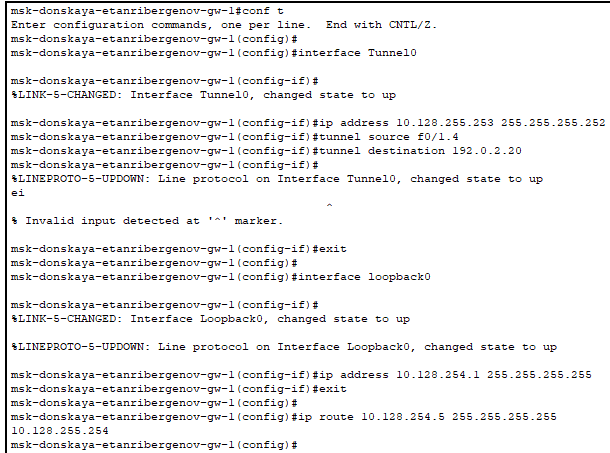 msk-donskaya-etanribergenov-gw-1#conf t
Enter configuration commands, one per line.  End with CNTL/Z.
msk-donskaya-etanribergenov-gw-1(config)#
msk-donskaya-etanribergenov-gw-1(config)#interface Tunnel0
msk-donskaya-etanribergenov-gw-1(config-if)#
%LINK-5-CHANGED: Interface Tunnel0, changed state to up
msk-donskaya-etanribergenov-gw-1(config-if)#ip address 10.128.255.253 255.255.255.252
msk-donskaya-etanribergenov-gw-1(config-if)#tunnel source f0/1.4
msk-donskaya-etanribergenov-gw-1(config-if)#tunnel destination 192.0.2.20
msk-donskaya-etanribergenov-gw-1(config-if)#
%LINEPROTO-5-UPDOWN: Line protocol on Interface Tunnel0, changed state to up
ei
^
% Invalid input detected at '^' marker.
msk-donskaya-etanribergenov-gw-1(config-if)#exit
msk-donskaya-etanribergenov-gw-1(config)#
msk-donskaya-etanribergenov-gw-1(config)#interface loopback0
msk-donskaya-etanribergenov-gw-1(config-if)#
%LINK-5-CHANGED: Interface Loopback0, changed state to up
%LINEPROTO-5-UPDOWN: Line protocol on Interface Loopback0, changed state to up
msk-donskaya-etanribergenov-gw-1(config-if)#ip address 10.128.254.1 255.255.255.255
msk-donskaya-etanribergenov-gw-1(config-if)#exit
msk-donskaya-etanribergenov-gw-1(config)#
msk-donskaya-etanribergenov-gw-1(config)#ip route 10.128.254.5 255.255.255.255
10.128.255.254
msk-donskaya-etanribergenov-gw-1(config)#